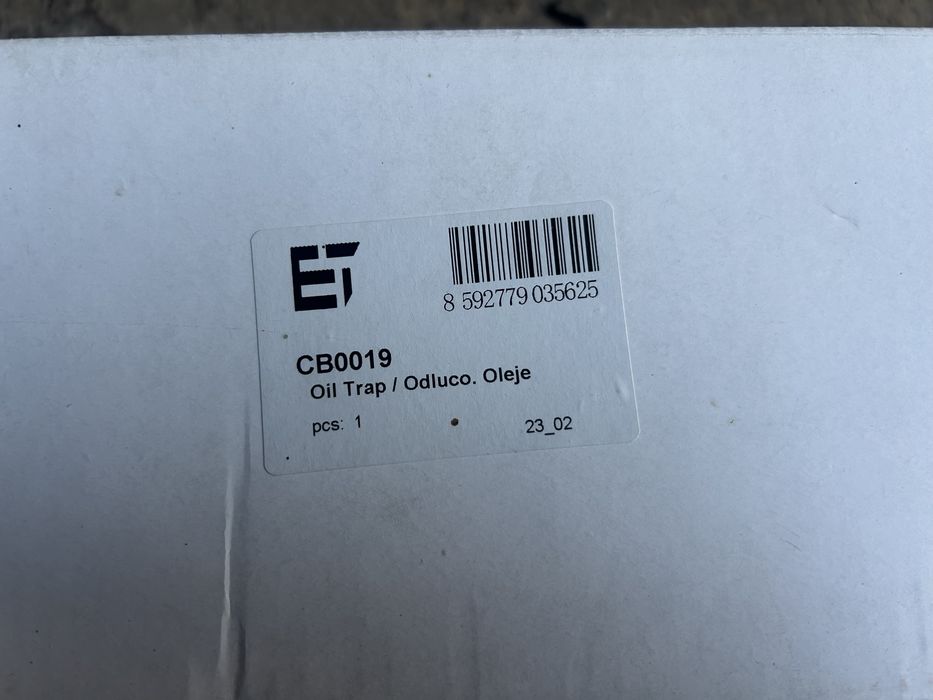 ET
8 592779 035625
CB0019
Oil Trap / Odluco. Oleje
pcs: 1
23_02